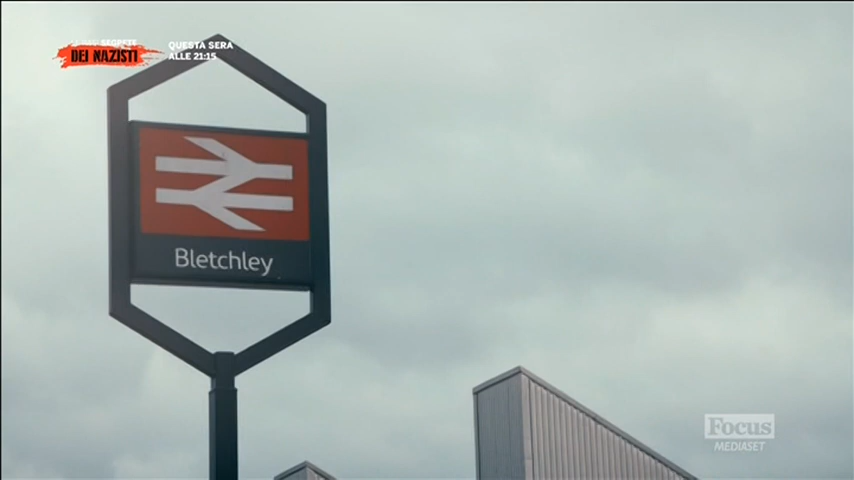 DEI NAZISTI
QUESTA SERA
ALLE 21:15
Bletchley
Focus
MEDIASET